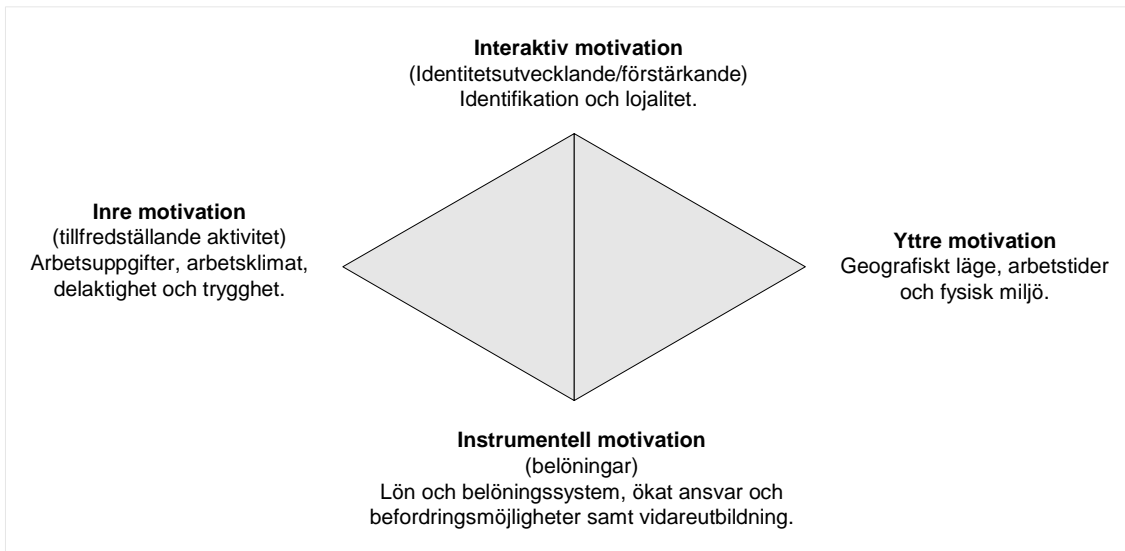 Interaktiv motivation
(Identitetsutvecklande/förstärkande)
Identifikation och lojalitet.
Inre motivation
(tillfredställande aktivitet)
Arbetsuppgifter, arbetsklimat,
delaktighet och trygghet.
Yttre motivation
Geografiskt läge, arbetstider
och fysisk miljö.
Instrumentell motivation
(belöningar)
Lön och belöningssystem, ökat ansvar och
befordringsmöjligheter samt vidareutbildning.